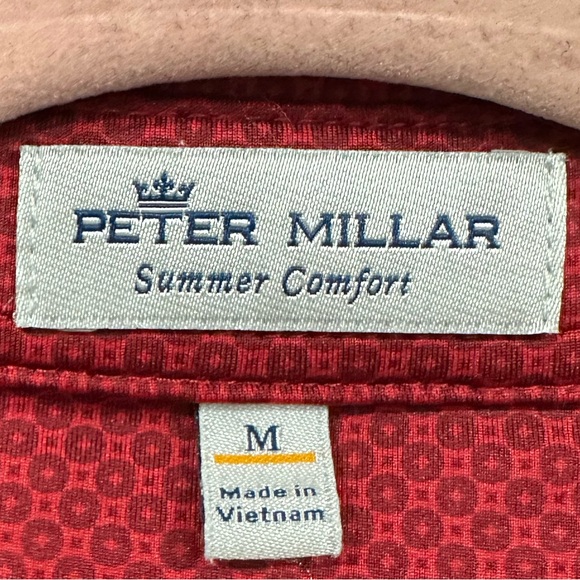 PETER MILLAR
Summer Comfort
M
Made in
Vietnam